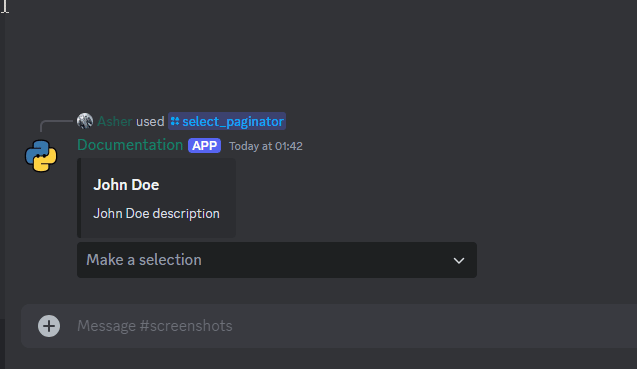 Asher used select_paginator
Documentation APP Today at 01:42
John Doe
John Doe description
Make a selection
Message #screenshots